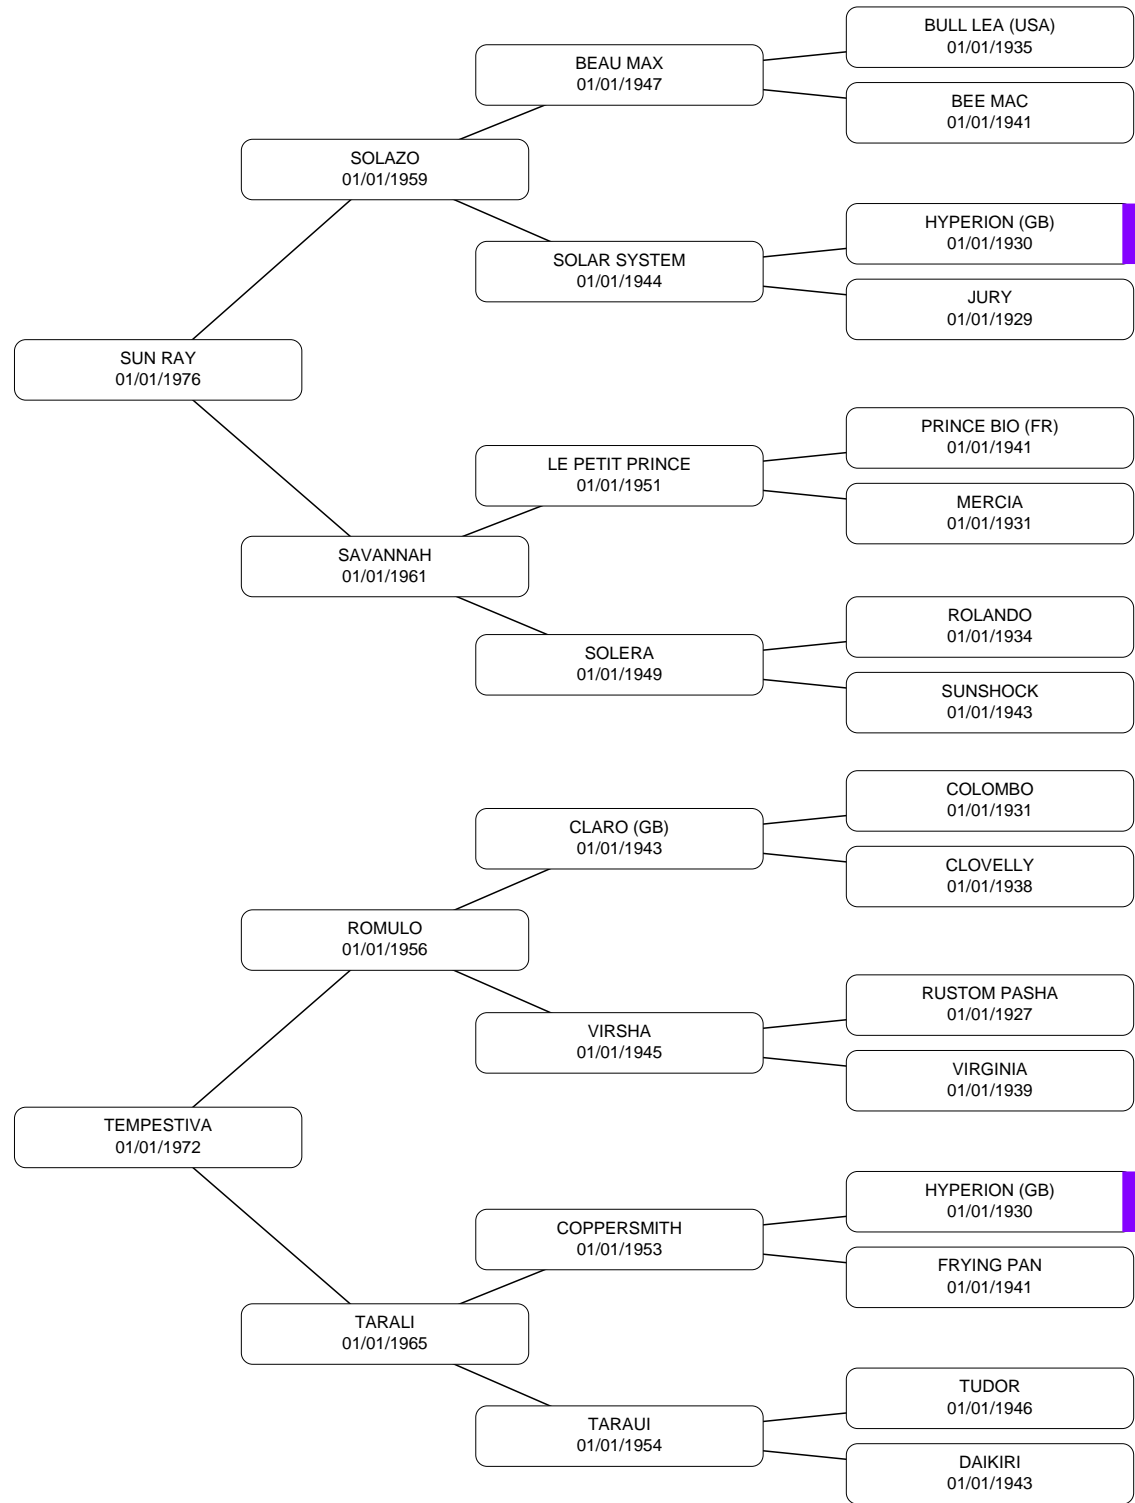 BULL LEA (USA)
01/01/1935
BEAU MAX
01/01/1947
BEE MAC
01/01/1941
SOLAZO
01/01/1959
HYPERION (GB)
01/01/1930
SOLAR SYSTEM
01/01/1944
JURY
01/01/1929
SUN RAY
01/01/1976
PRINCE BIO (FR)
01/01/1941
LE PETIT PRINCE
01/01/1951
MERCIA
01/01/1931
SAVANNAH
01/01/1961
ROLANDO
01/01/1934
SOLERA
01/01/1949
SUNSHOCK
01/01/1943
COLOMBO
01/01/1931
CLARO (GB)
01/01/1943
CLOVELLY
01/01/1938
ROMULO
01/01/1956
RUSTOM PASHA
01/01/1927
VIRSHA
01/01/1945
VIRGINIA
01/01/1939
TEMPESTIVA
01/01/1972
HYPERION (GB)
01/01/1930
COPPERSMITH
01/01/1953
FRYING PAN
01/01/1941
TARALI
01/01/1965
TUDOR
01/01/1946
TARAUI
01/01/1954
DAIKIRI
01/01/1943